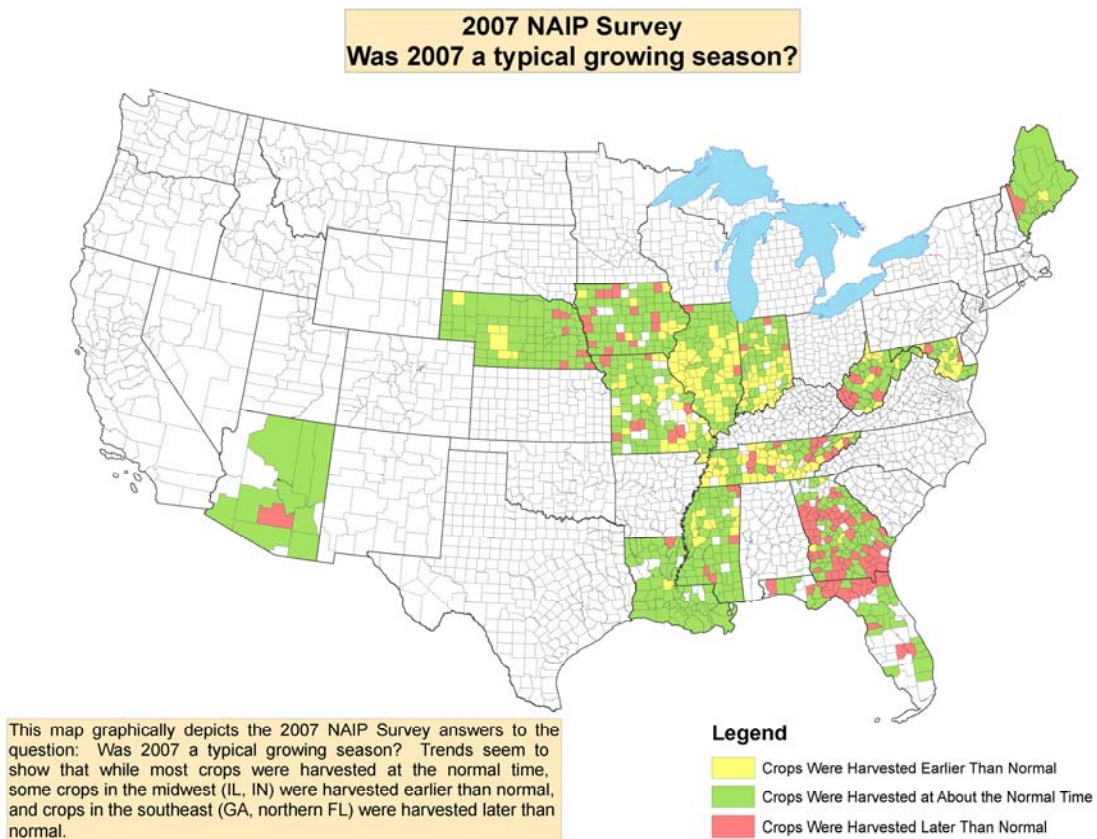 2007 NAIP Survey
Was 2007 a typical growing season?
This map graphically depicts the 2007 NAIP Survey answers to the
question: Was 2007 a typical growing season? Trends seem to
show that while most crops were harvested at the normal time,
some crops in the midwest (IL, IN) were harvested earlier than normal,
and crops in the southeast (GA, northern FL) were harvested later than
normal.
Legend
Crops Were Harvested Earlier Than Normal
Crops Were Harvested at About the Normal Time
Crops Were Harvested Later Than Normal